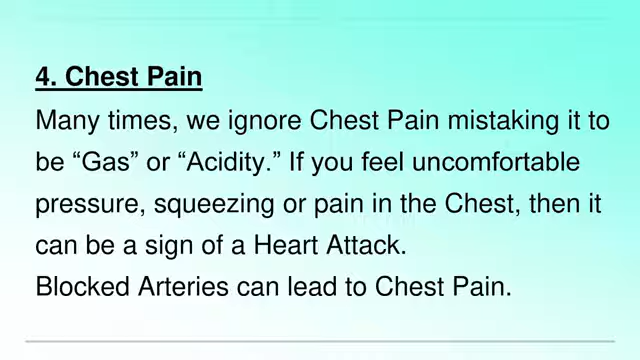 4. Chest Pain
Many times, we ignore Chest Pain mistaking it to
be “Gas” or “Acidity.” If you feel uncomfortable
pressure, squeezing or pain in the Chest, then it
can be a sign of a Heart Attack.
Blocked Arteries can lead to Chest Pain.